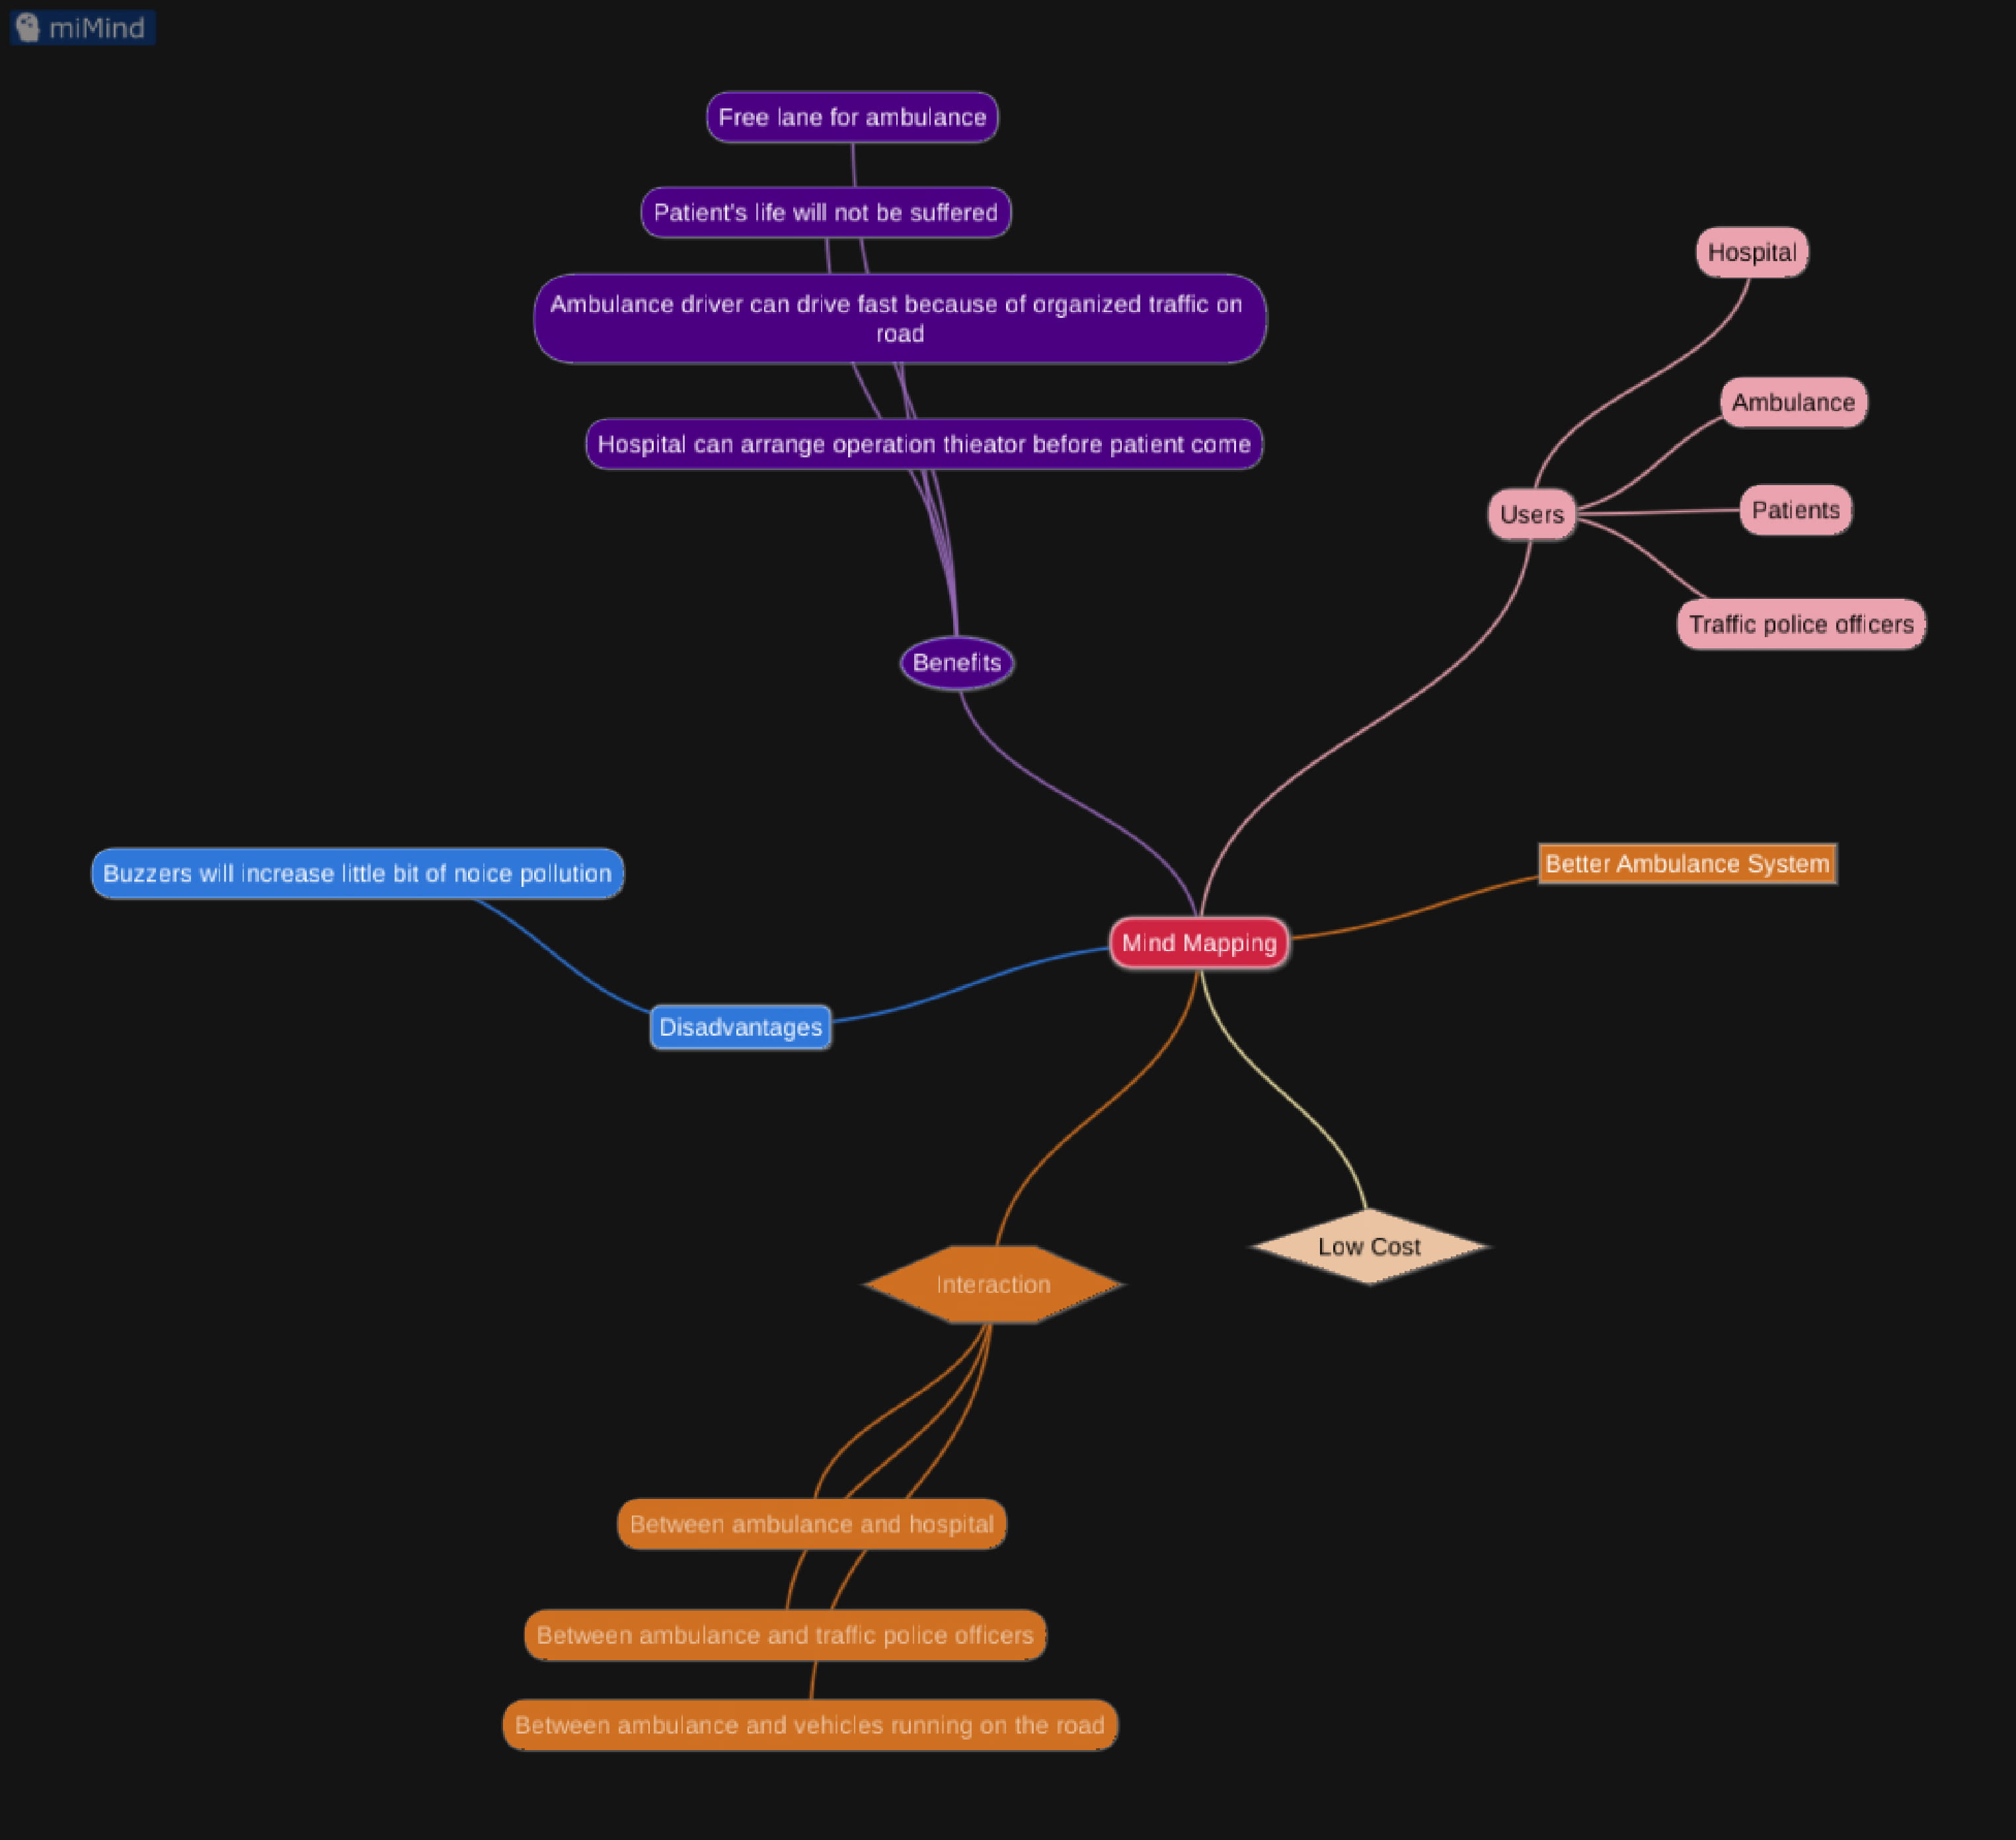 miMind
Free lane for ambulance
Patient's life will not be suffered
Ambulance driver can drive fast because of organized traffic on
road
Hospital can arrange operation thieator before patient come
Benefits
Hospital
Ambulance
Users
Patients
Traffic police officers
Buzzers will increase little bit of noice pollution
Better Ambulance System
Mind Mapping
Disadvantages
Low Cost
Interaction
Between ambulance and hospital
Between ambulance and traffic police officers
Between ambulance and vehicles running on the road